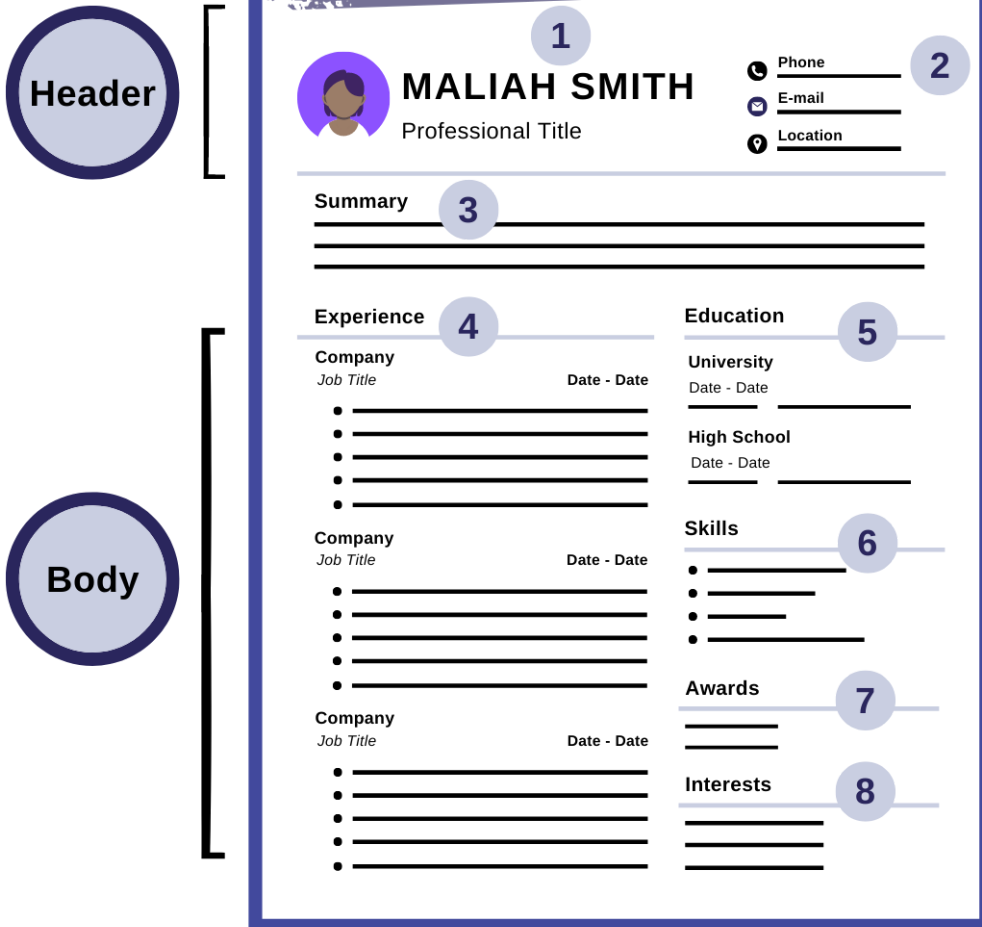 Header
1
MALIAH SMITH
Professional Title
Phone
2
E-mail
Location
Summary
3
Body
Experience
4
Company
Job Title Date - Date
Company
Job Title Date - Date
Company
Job Title Date - Date
Education
5
University
Date - Date
High School
Date - Date
Skills
6
Awards
7
Interests
8